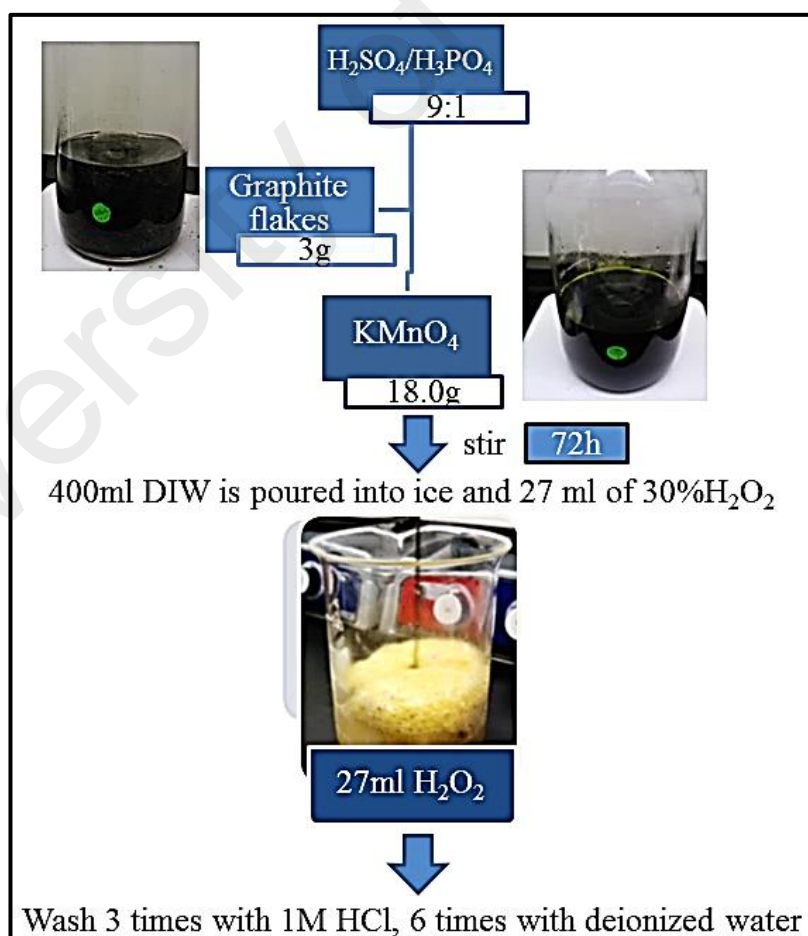 H₂SO₄/H₃PO₄
9:1
Graphite
flakes
3g
KMnO₄
18.0g
stir 72h
400ml DIW is poured into ice and 27 ml of 30%H₂O₂
27ml H₂O₂
Wash 3 times with 1M HCl, 6 times with deionized water